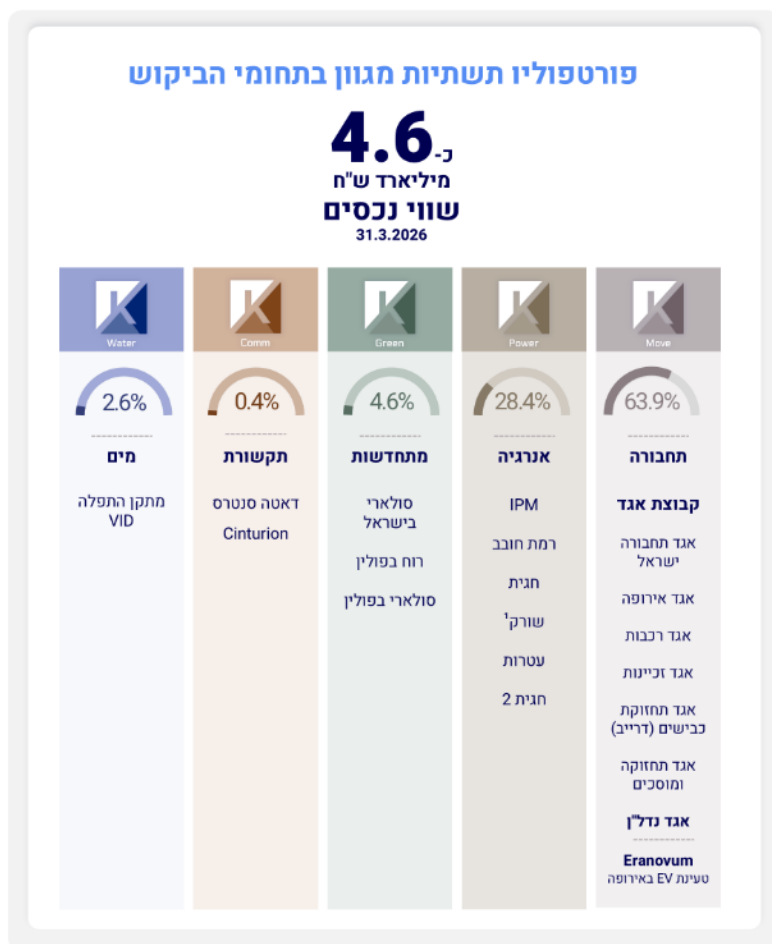 פורטפוליו תשתיות מגוון בתחומי הביקוש
כ-4.6
מיליארד ש"ח
שווי נכסים
31.3.2026
Move
63.9%
תחבורה
קבוצת אגד
אגד תחבורה
ישראל
אגד אירופה
אגד רכבות
אגד זכיינות
אגד תחזוקת
כבישים (דרייב)
אגד תחזוקה
ומוסכים
אגד נדל"ן
Eranovum
טעינת EV באירופה
Power
28.4%
אנרגיה
IPM
רמת חובב
חגית
שורק¹
עטרות
חגית 2
Green
4.6%
מתחדשות
סולארי
בישראל
רוח בפולין
סולארי בפולין
Comm
0.4%
תקשורת
דאטה סנטרס
Cinturion
Water
2.6%
מים
מתקן התפלה
VID